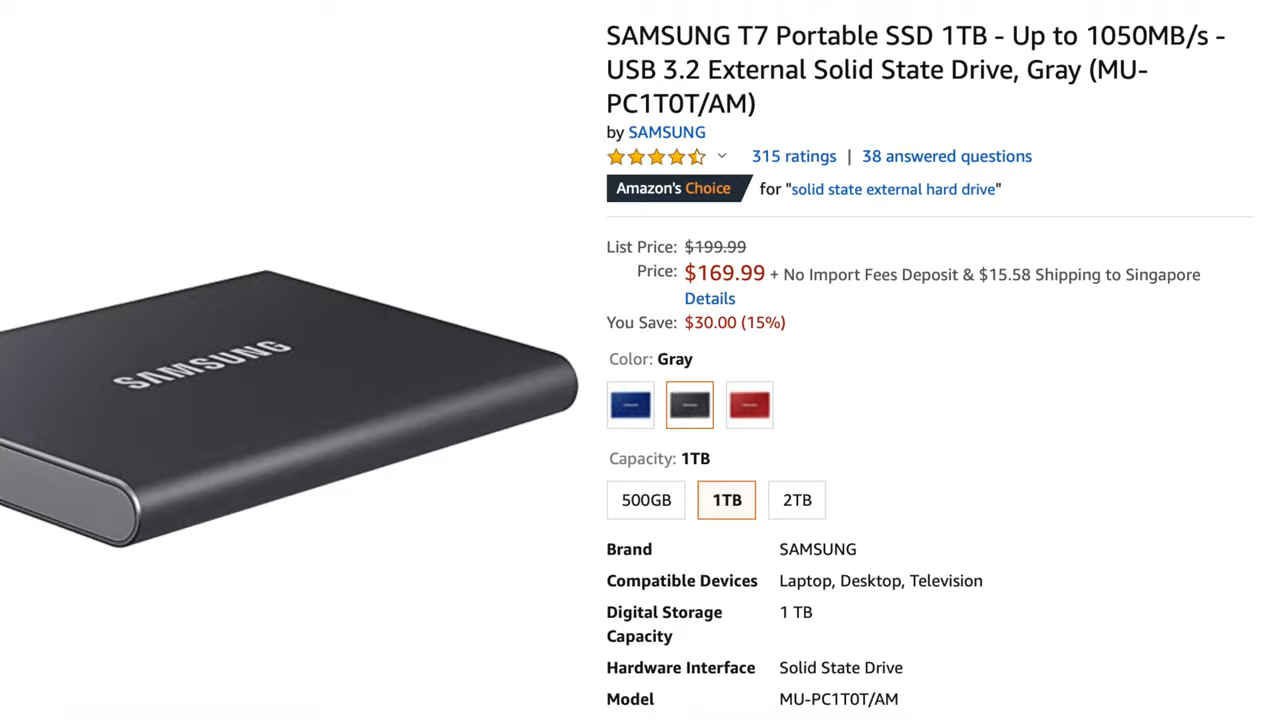 SAMSUNG T7 Portable SSD 1TB - Up to 1050MB/s -
USB 3.2 External Solid State Drive, Gray (MU-
PC1T0T/AM)
by SAMSUNG
315 ratings | 38 answered questions
Amazon's Choice for "solid state external hard drive"
List Price: $199.99
Price: $169.99 + No Import Fees Deposit & $15.58 Shipping to Singapore
Details
You Save: $30.00 (15%)
SAMSUNG
Color: Gray
Capacity: 1TB
500GB 1TB 2TB
Brand SAMSUNG
Compatible Devices Laptop, Desktop, Television
Digital Storage 1 TB
Capacity
Hardware Interface Solid State Drive
Model MU-PC1T0T/AM